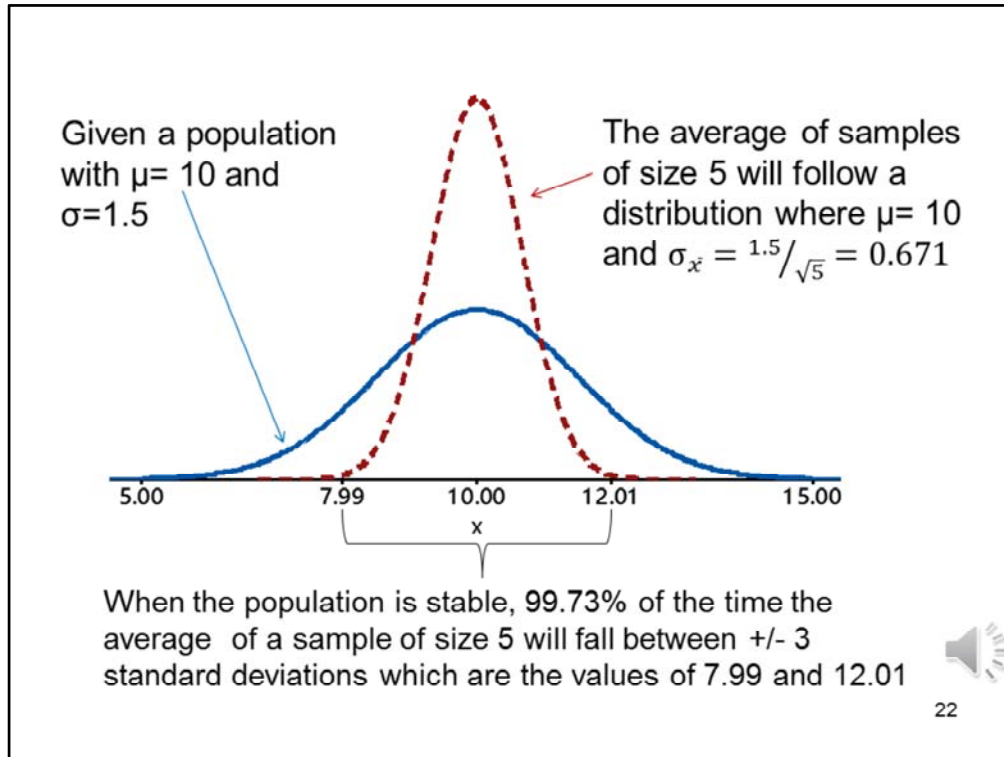 Given a population
with μ= 10 and
σ=1.5
The average of samples
of size 5 will follow a
distribution where μ= 10
and σx̄ = 1.5/√5 = 0.671
5.00 7.99 10.00 12.01 15.00
x
When the population is stable, 99.73% of the time the
average of a sample of size 5 will fall between +/- 3
standard deviations which are the values of 7.99 and 12.01
22